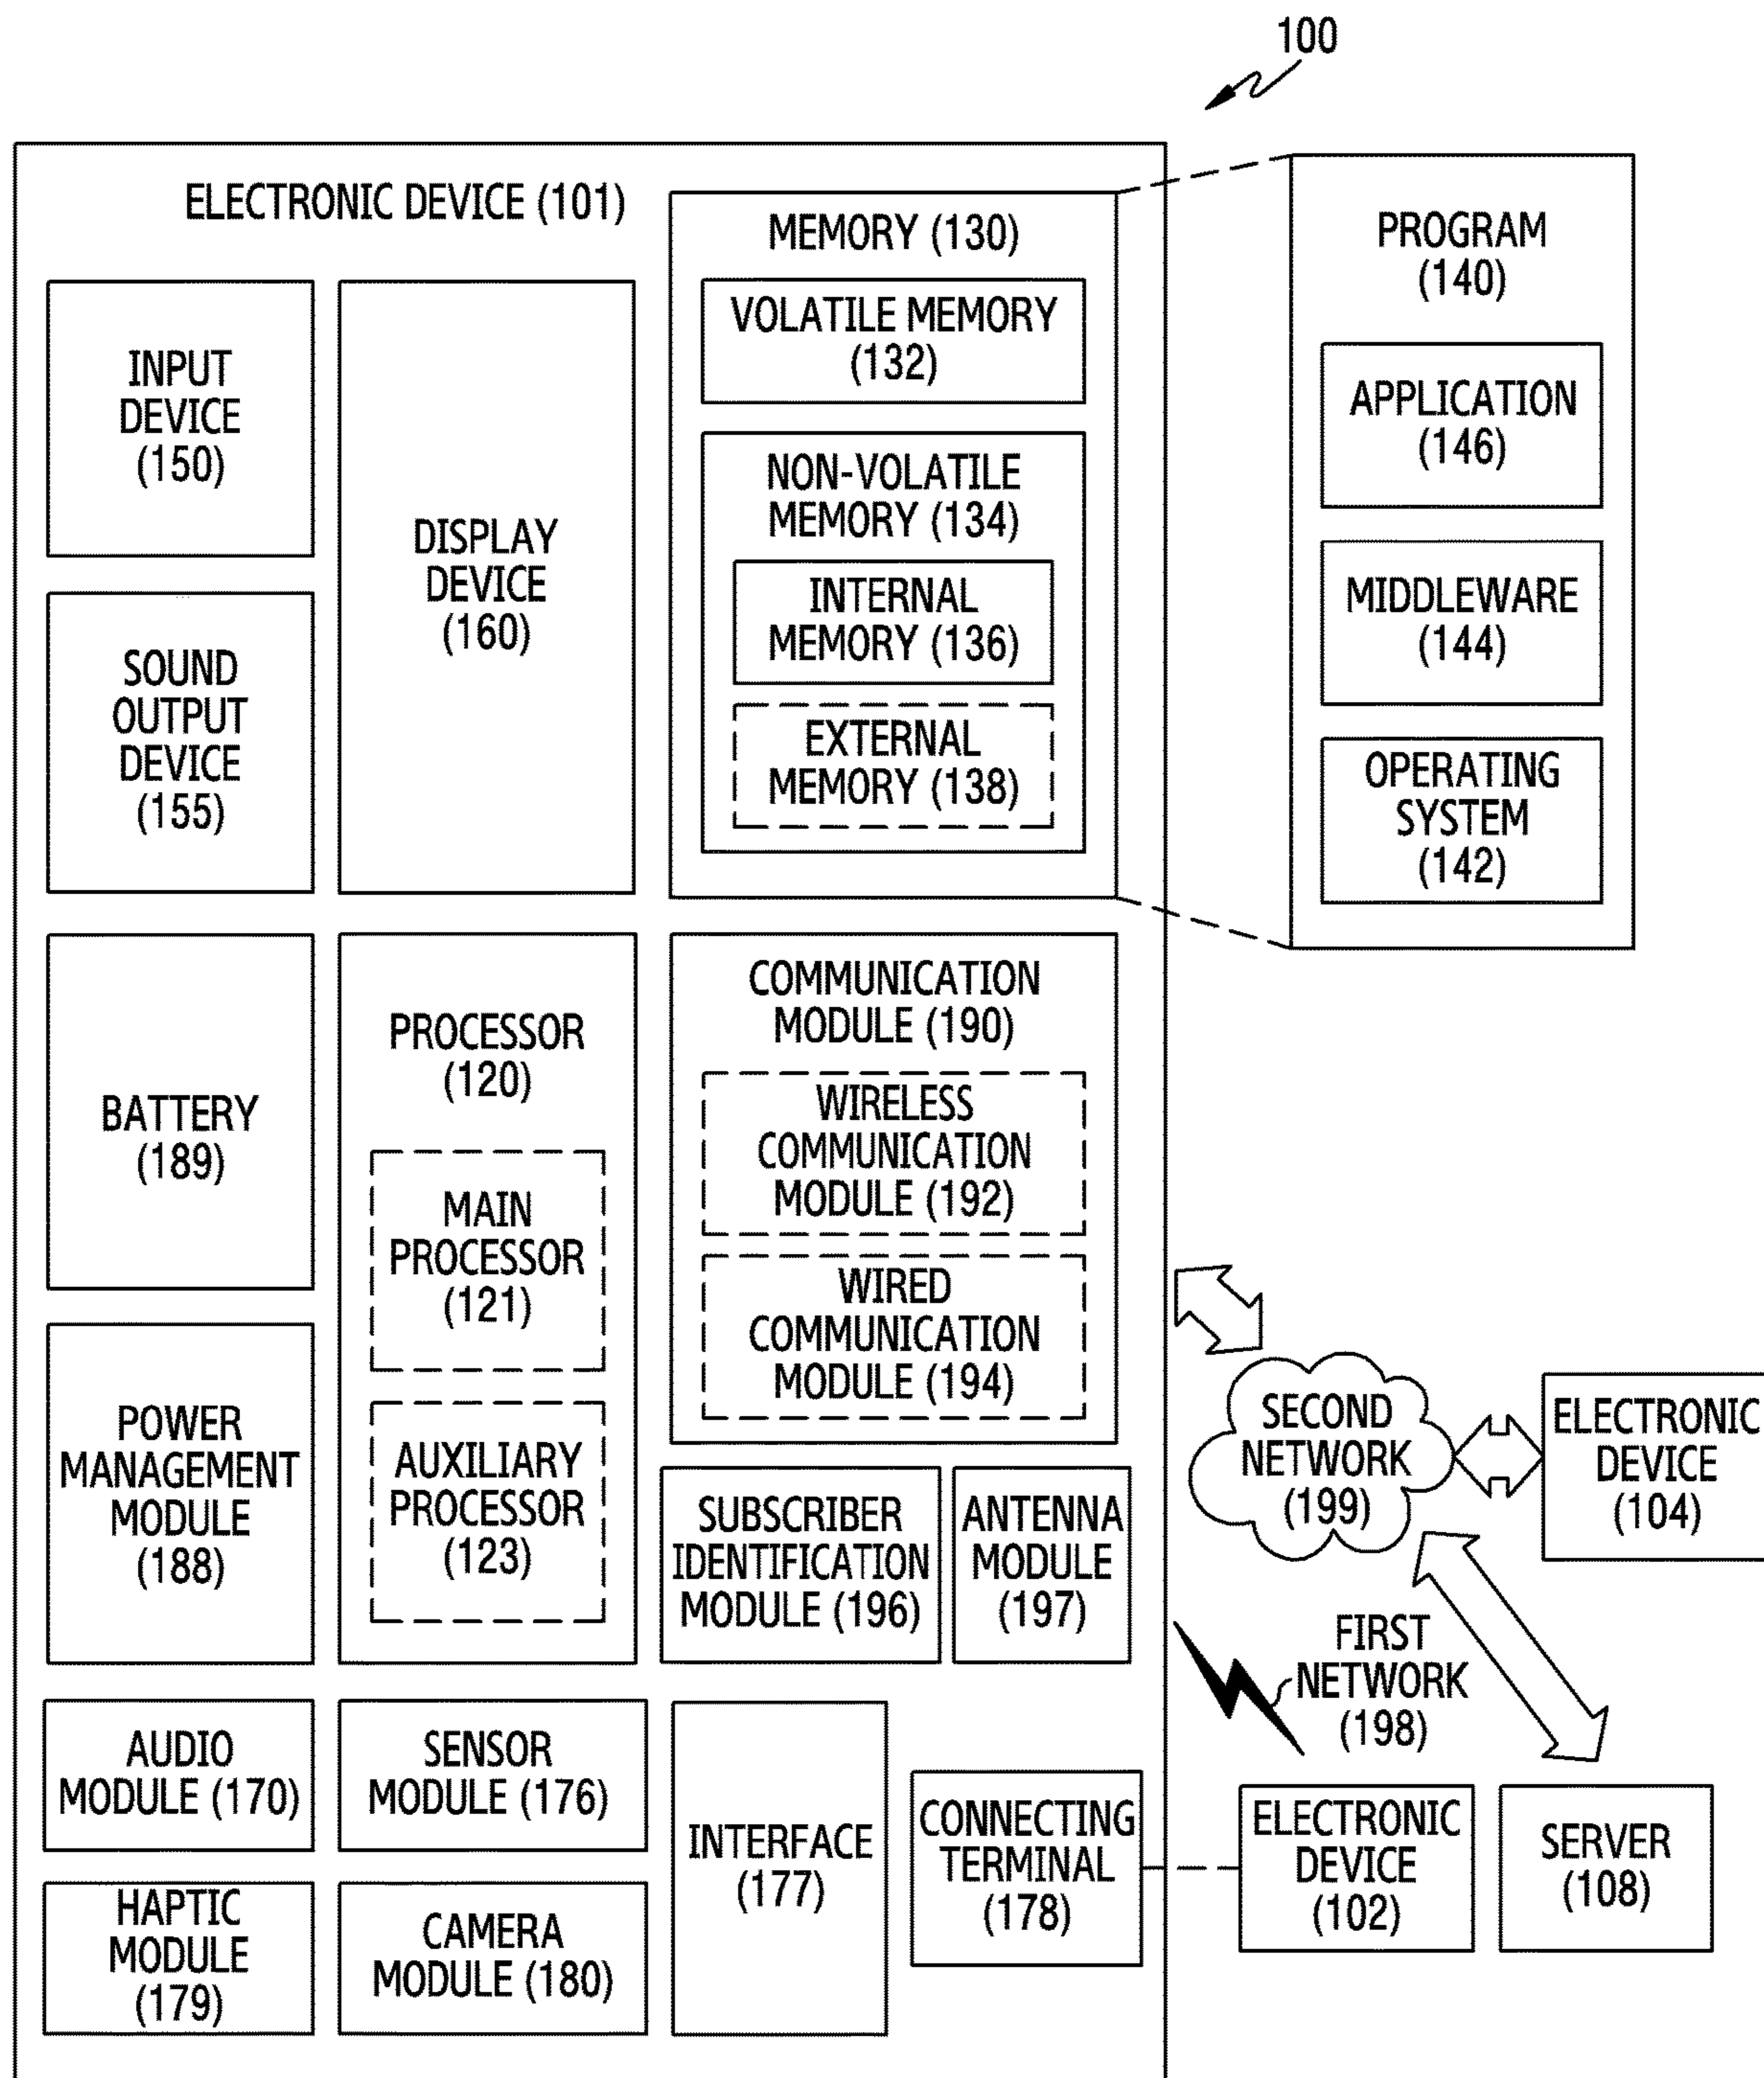 100
ELECTRONIC DEVICE (101)
INPUT
DEVICE
(150)
SOUND
OUTPUT
DEVICE
(155)
DISPLAY
DEVICE
(160)
MEMORY (130)
VOLATILE MEMORY
(132)
NON-VOLATILE
MEMORY (134)
INTERNAL
MEMORY (136)
EXTERNAL
MEMORY (138)
PROGRAM
(140)
APPLICATION
(146)
MIDDLEWARE
(144)
OPERATING
SYSTEM
(142)
BATTERY
(189)
POWER
MANAGEMENT
MODULE
(188)
PROCESSOR
(120)
MAIN
PROCESSOR
(121)
AUXILIARY
PROCESSOR
(123)
COMMUNICATION
MODULE (190)
WIRELESS
COMMUNICATION
MODULE (192)
WIRED
COMMUNICATION
MODULE (194)
SUBSCRIBER
IDENTIFICATION
MODULE (196)
ANTENNA
MODULE
(197)
SECOND
NETWORK
(199)
ELECTRONIC
DEVICE
(104)
FIRST
NETWORK
(198)
AUDIO
MODULE (170)
SENSOR
MODULE (176)
HAPTIC
MODULE
(179)
CAMERA
MODULE (180)
INTERFACE
(177)
CONNECTING
TERMINAL
(178)
ELECTRONIC
DEVICE
(102)
SERVER
(108)